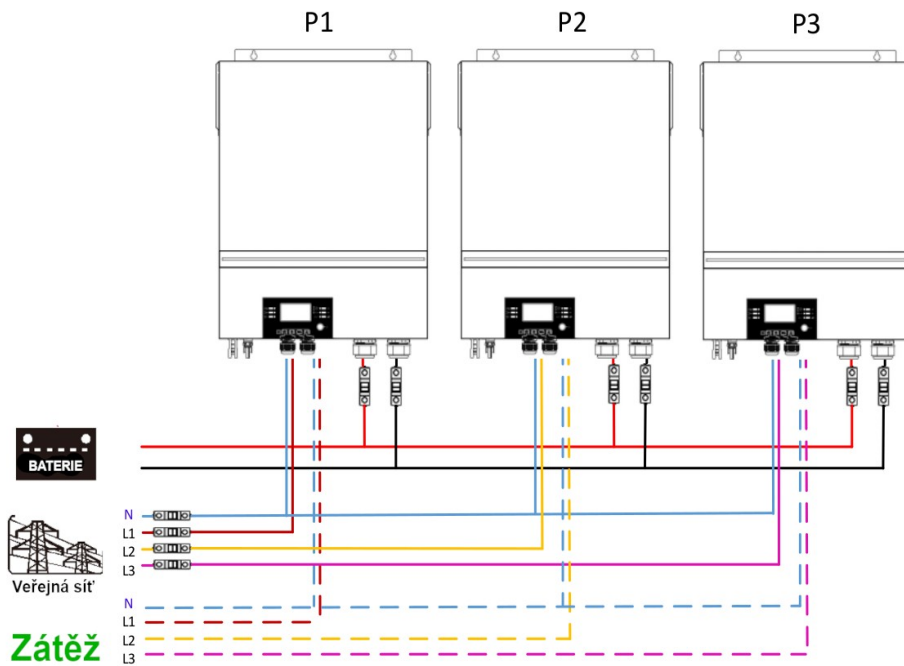 P1
P2
P3
BATERIE
N
L1
L2
L3
Veřejná síť
N
L1
L2
L3
Zátěž